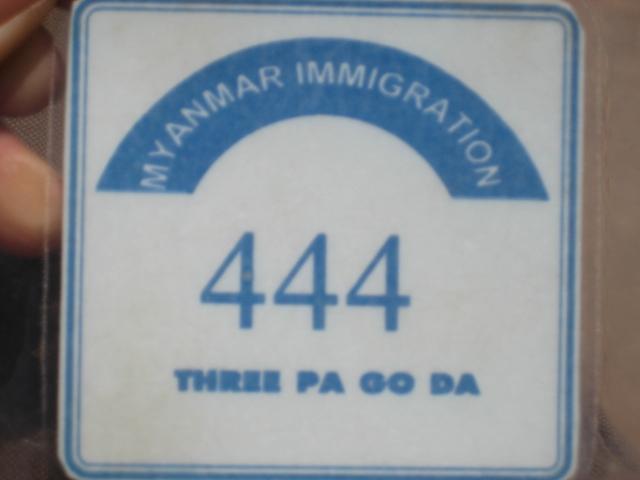 MYANMAR IMMIGRATION
444
THREE PA GO DA